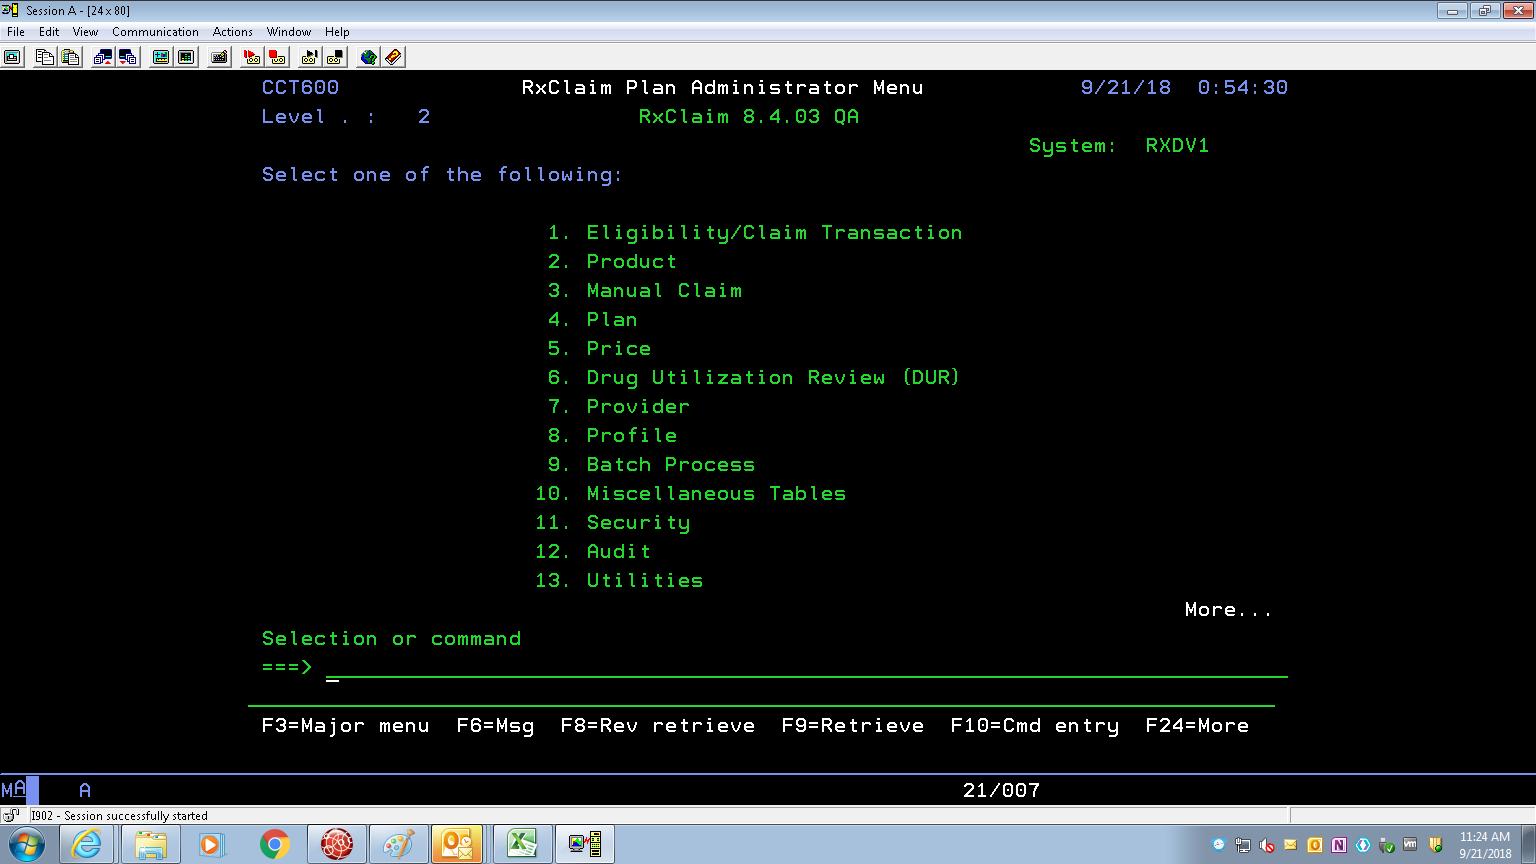 Session A - [24 x 80]
File Edit View Communication Actions Window Help
CCT600 RxClaim Plan Administrator Menu 9/21/18 0:54:30
Level . : 2 RxClaim 8.4.03 QA
System: RXDV1
Select one of the following:
1. Eligibility/Claim Transaction
2. Product
3. Manual Claim
4. Plan
5. Price
6. Drug Utilization Review (DUR)
7. Provider
8. Profile
9. Batch Process
10. Miscellaneous Tables
11. Security
12. Audit
13. Utilities
More...
Selection or command
===>
F3=Major menu F6=Msg F8=Rev retrieve F9=Retrieve F10=Cmd entry F24=More
MA A 21/007
I902 - Session successfully started
11:24 AM
9/21/2018